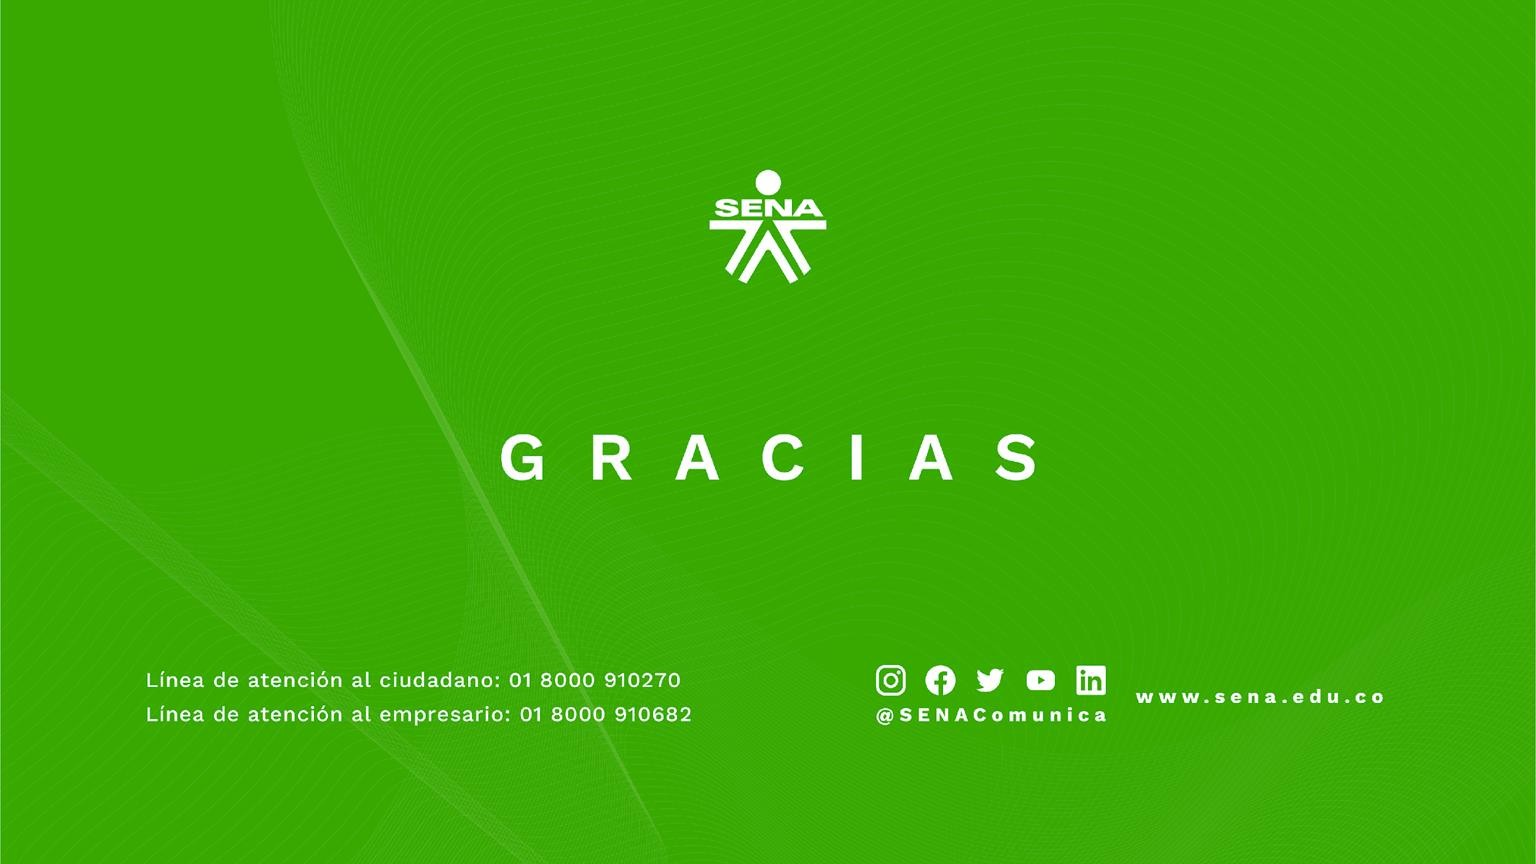 SENA
GRACIAS
Línea de atención al ciudadano: 01 8000 910270
Línea de atención al empresario: 01 8000 910682
@SENAComunica
www.sena.edu.co